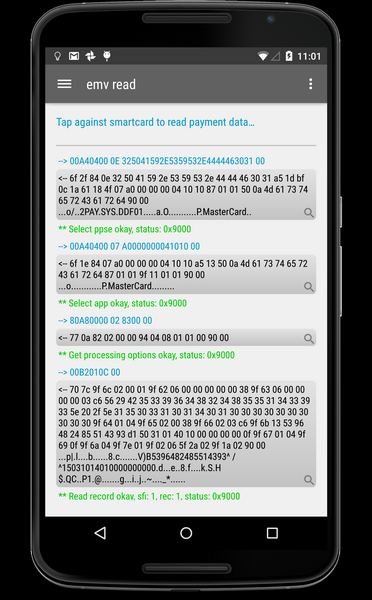 11:01
emv read
Tap against smartcard to read payment data…
--> 00A40400 0E 325041592E5359532E4444463031 00
<-- 6f 2f 84 0e 32 50 41 59 2e 53 59 53 2e 44 44 46 30 31 a5 1d bf
0c 1a 61 18 4f 07 a0 00 00 00 04 10 10 87 01 01 50 0a 4d 61 73 74
65 72 43 61 72 64 90 00
...o/..2PAY.SYS.DDF01.....a.O...........P.MasterCard..
** Select ppse okay, status: 0x9000
--> 00A40400 07 A0000000041010 00
<-- 6f 1e 84 07 a0 00 00 00 04 10 10 a5 13 50 0a 4d 61 73 74 65 72
43 61 72 64 87 01 01 9f 11 01 01 90 00
...o............P.MasterCard.........
** Select app okay, status: 0x9000
--> 80A80000 02 8300 00
<-- 77 0a 82 02 00 00 94 04 08 01 01 00 90 00
** Get processing options okay, status: 0x9000
--> 00B2010C 00
<-- 70 7c 9f 6c 02 00 01 9f 62 06 00 00 00 00 00 38 9f 63 06 00 00
00 00 03 c6 56 29 42 35 33 39 36 34 38 32 34 38 35 35 31 34 33 39
33 5e 20 2f 5e 31 35 30 33 31 30 31 34 30 31 30 30 30 30 30 30 30
30 30 30 30 9f 64 01 04 9f 65 02 00 38 9f 66 02 03 c6 9f 6b 13 53 96
48 24 85 51 43 93 d1 50 31 01 40 10 00 00 00 00 0f 9f 67 01 04 9f
69 0f 9f 6a 04 9f 7e 01 9f 02 06 5f 2a 02 9f 1a 02 90 00
...p|.l....b......8.c.......V)B5396482485514393^ /
^15031014010000000000.d...e..8.f....k.S.H
$.QC..P1.@.......g...i..j..~....._*......
** Read record okay, sfi: 1, rec: 1, status: 0x9000